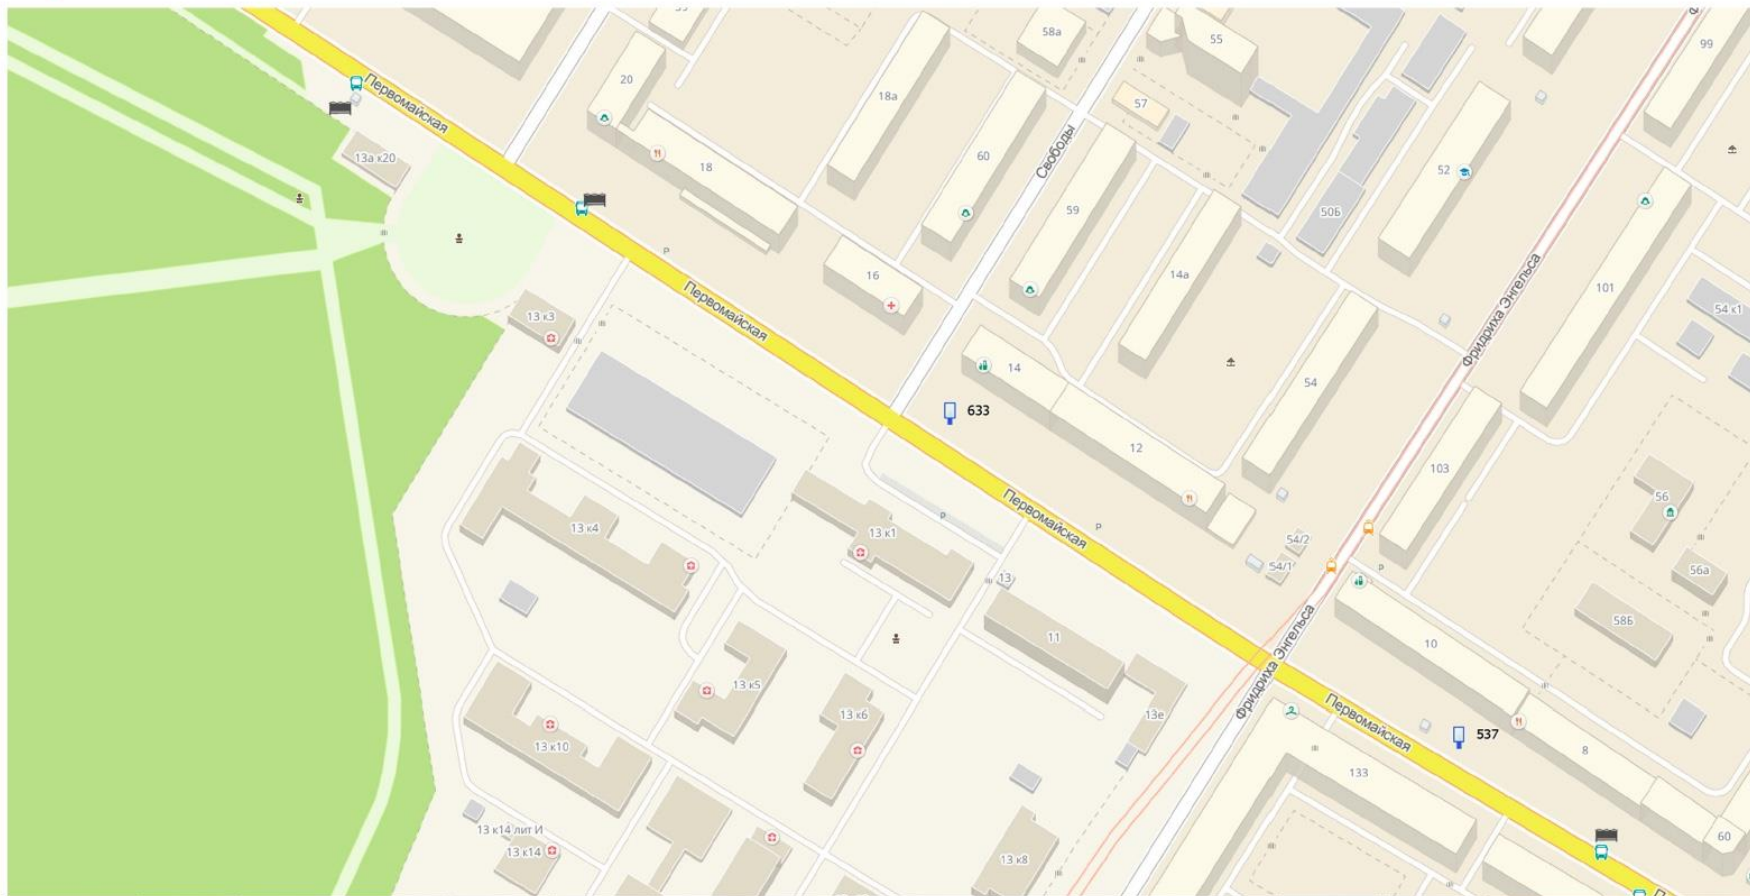 55
58а
99
20
18а
57
Первомайская
Свободы
13а к20
18
60
52
59
50Б
16
14а
Фридриха Энгельса
101
54 к1
Первомайская
13 к3
14
54
633
12
103
56
Первомайская
Р
13 к4
13 к1
54/2
54/1
56а
13
Р
11
58Б
10
Фридриха Энгельса
13 к5
13 к6
13е
Первомайская
537
13 к10
8
133
13 к14 лит И
13 к14
13 к8
60